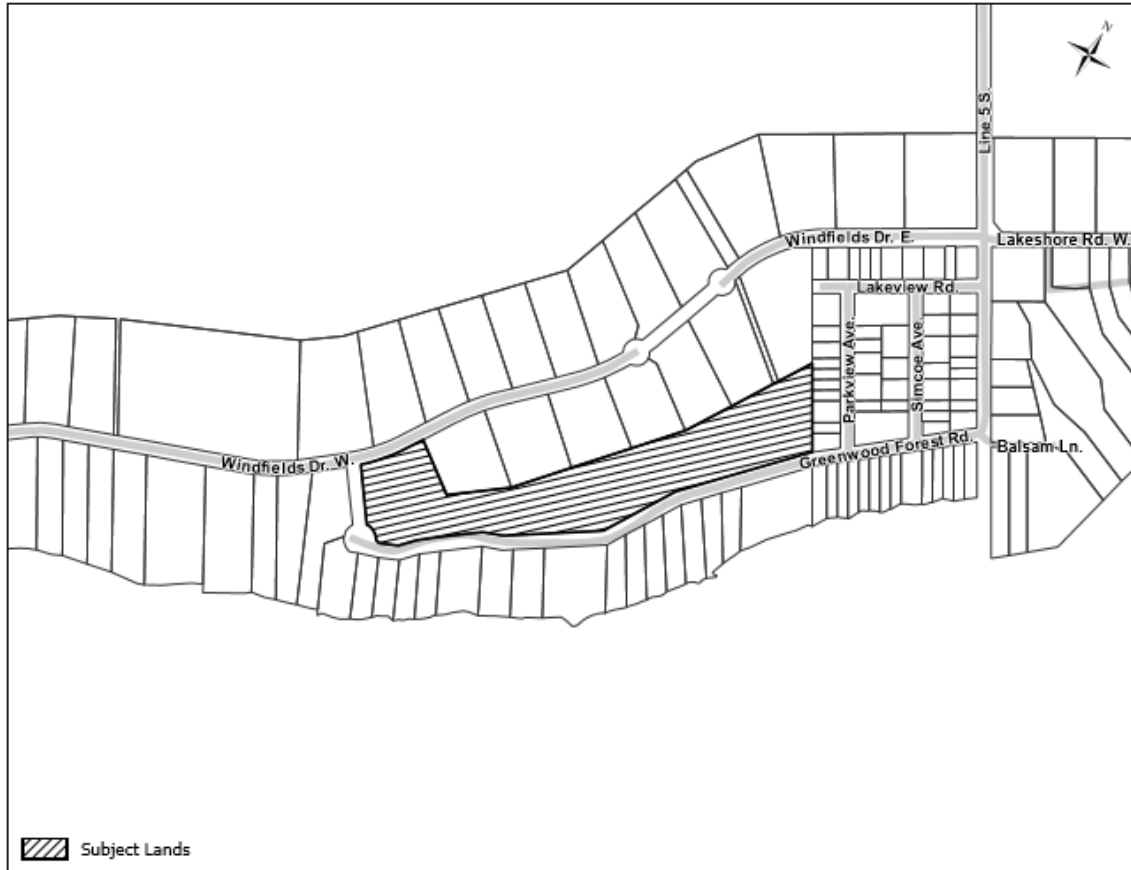 N
Line 5 S.
Windfields Dr. E.
Lakeshore Rd. W.
Lakeview Rd.
Parkview Ave.
Simcoe Ave.
Greenwood Forest Rd.
Balsam Ln.
Windfields Dr. W.
Subject Lands